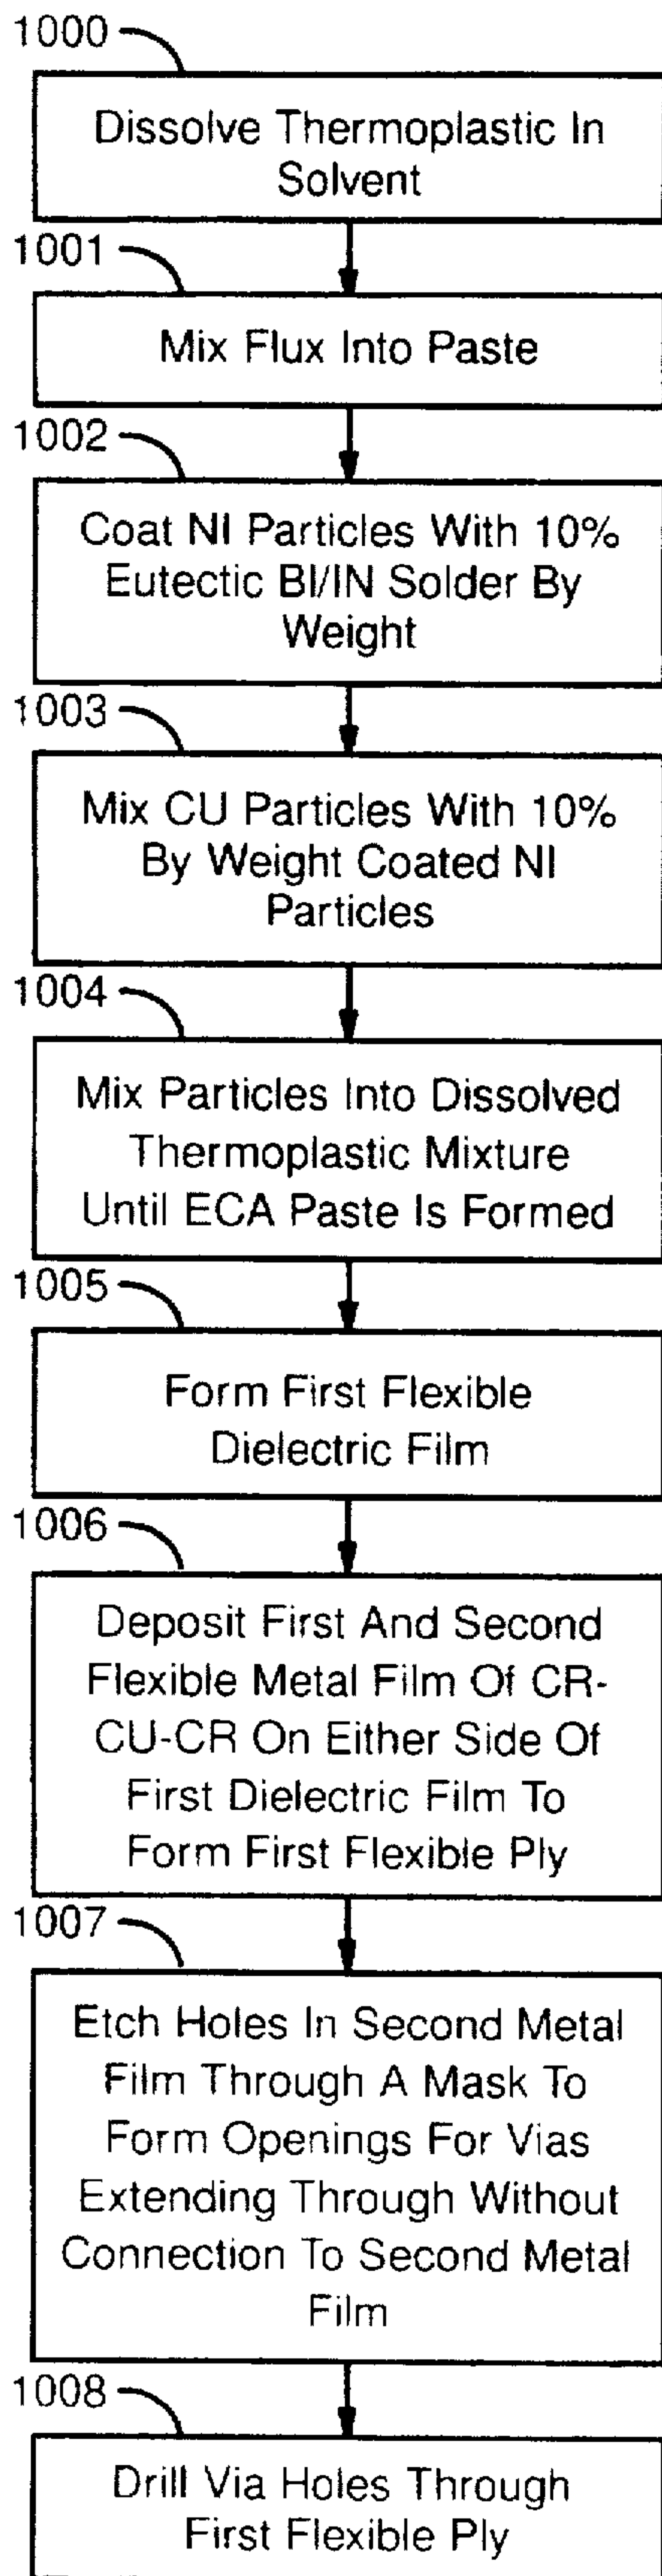 1000
Dissolve Thermoplastic In
Solvent
1001
Mix Flux Into Paste
1002
Coat NI Particles With 10%
Eutectic BI/IN Solder By
Weight
1003
Mix CU Particles With 10%
By Weight Coated NI
Particles
1004
Mix Particles Into Dissolved
Thermoplastic Mixture
Until ECA Paste Is Formed
1005
Form First Flexible
Dielectric Film
1006
Deposit First And Second
Flexible Metal Film Of CR-
CU-CR On Either Side Of
First Dielectric Film To
Form First Flexible Ply
1007
Etch Holes In Second Metal
Film Through A Mask To
Form Openings For Vias
Extending Through Without
Connection To Second Metal
Film
1008
Drill Via Holes Through
First Flexible Ply